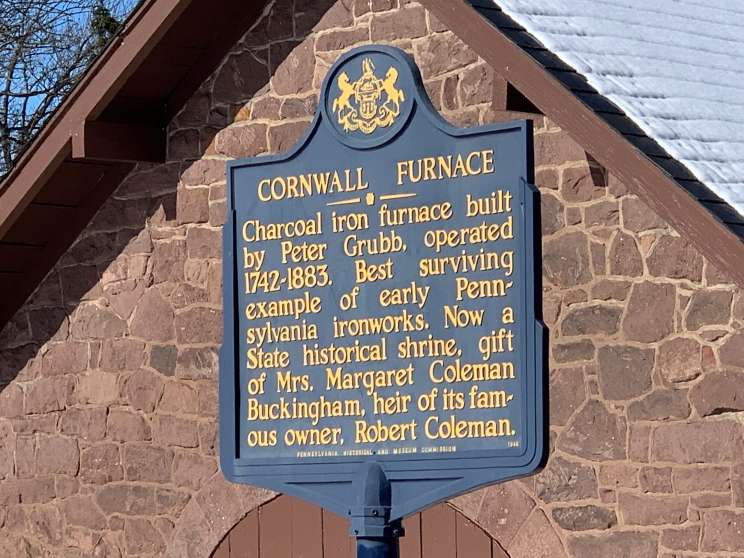 CORNWALL FURNACE
Charcoal iron furnace built
by Peter Grubb, operated
1742-1883. Best surviving
example of early Penn-
sylvania ironworks. Now a
State historical shrine, gift
of Mrs. Margaret Coleman
Buckingham, heir of its fam-
ous owner, Robert Coleman.
PENNSYLVANIA HISTORICAL AND MUSEUM COMMISSION 1948